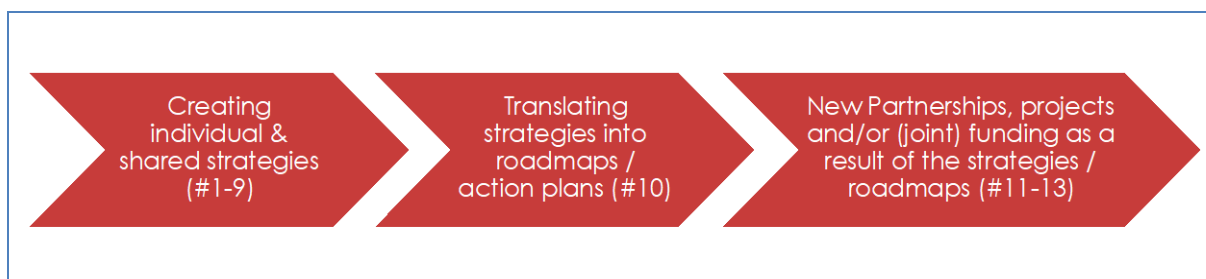 Creating
individual &
shared strategies
(#1-9)
Translating
strategies into
roadmaps /
action plans (#10)
New Partnerships, projects
and/or (joint) funding as a
result of the strategies /
roadmaps (#11-13)